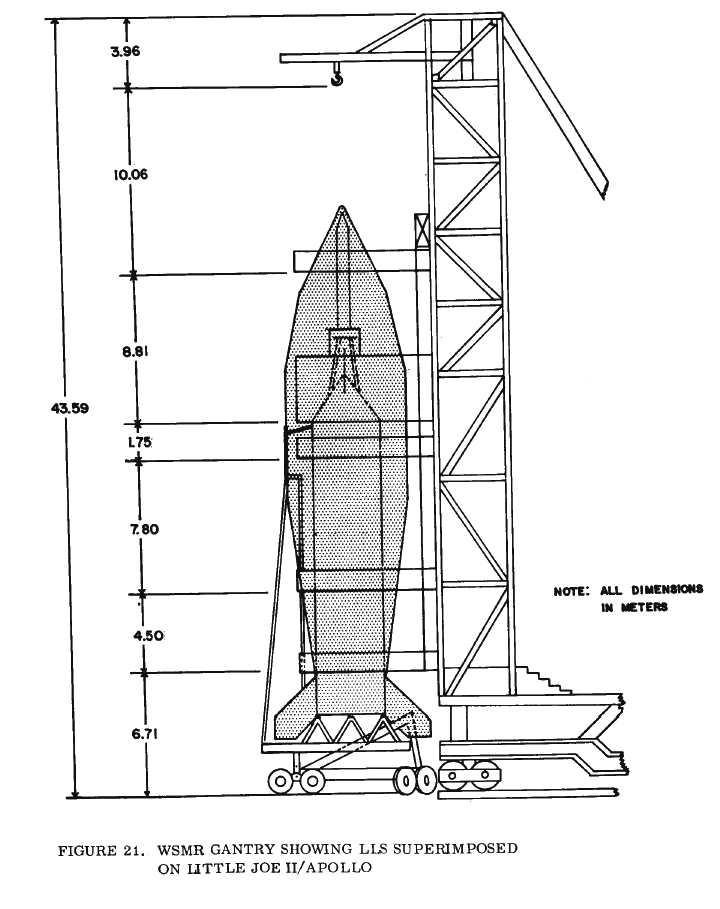 3.96
10.06
8.81
43.59
1.75
7.80
NOTE: ALL DIMENSIONS
IN METERS
4.50
6.71
FIGURE 21. WSMR GANTRY SHOWING LLS SUPERIMPOSED
ON LITTLE JOE II/APOLLO